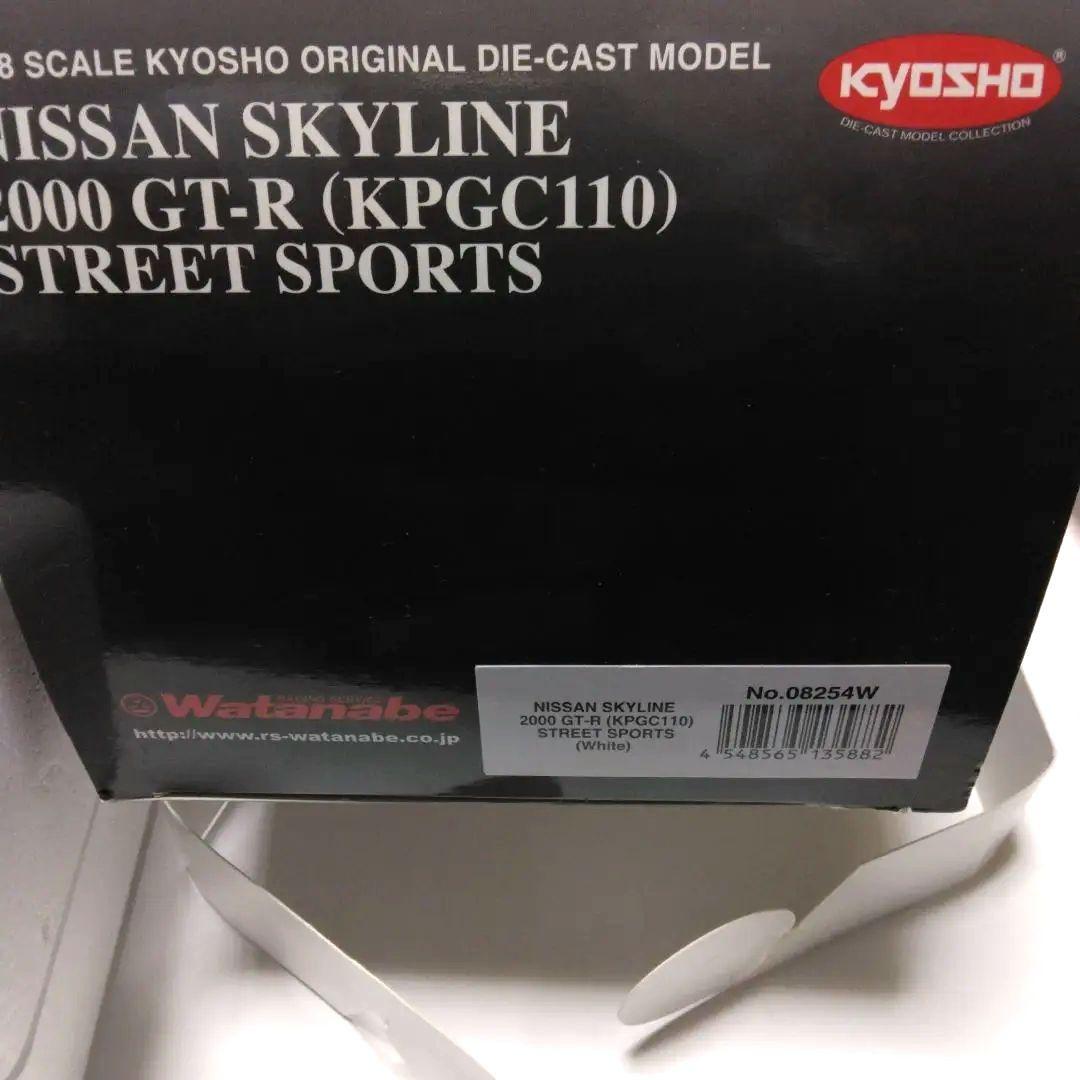 8 SCALE KYOSHO ORIGINAL DIE-CAST MODEL
KYOSHO®
DIE-CAST MODEL COLLECTION
NISSAN SKYLINE
2000 GT-R (KPGC110)
STREET SPORTS
RACING SERVICE
Watanabe
http://www.rs-watanabe.co.jp
No.08254W
NISSAN SKYLINE
2000 GT-R (KPGC110)
STREET SPORTS
(White)
4 548565 135882